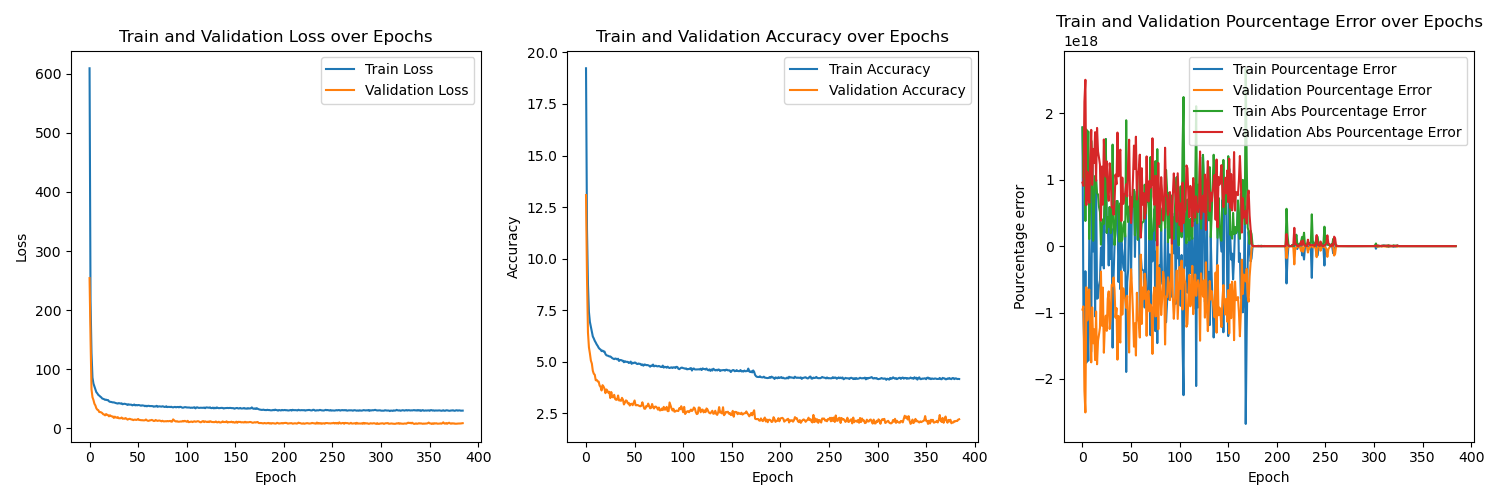 Train and Validation Loss over Epochs
Train Loss
Validation Loss
600
500
400
300
200
100
0
Loss
0 50 100 150 200 250 300 350 400
Epoch
Train and Validation Accuracy over Epochs
Train Accuracy
Validation Accuracy
20.0
17.5
15.0
12.5
10.0
7.5
5.0
2.5
Accuracy
0 50 100 150 200 250 300 350 400
Epoch
Train and Validation Pourcentage Error over Epochs
1e18
Train Pourcentage Error
Validation Pourcentage Error
Train Abs Pourcentage Error
Validation Abs Pourcentage Error
2
1
0
−1
−2
Pourcentage error
0 50 100 150 200 250 300 350 400
Epoch